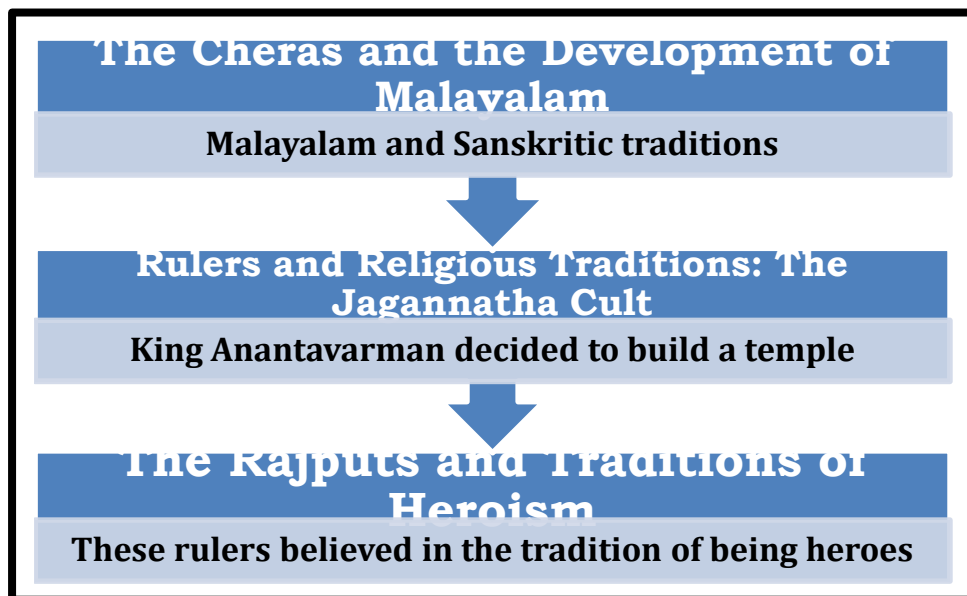 The Cheras and the Development of
Malayalam
Malayalam and Sanskritic traditions
Rulers and Religious Traditions: The
Jagannatha Cult
King Anantavarman decided to build a temple
The Rajputs and Traditions of
Heroism
These rulers believed in the tradition of being heroes